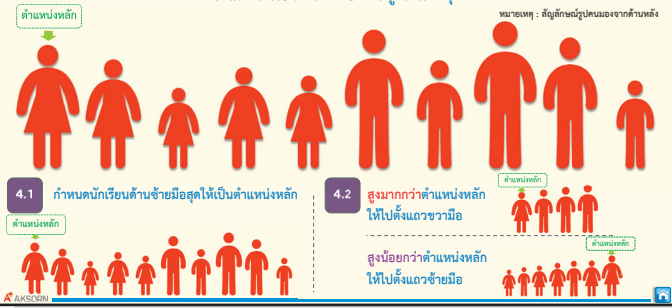 ตำแหน่งหลัก
หมายเหตุ : สัญลักษณ์รูปคนมองจากด้านหลัง
4.1 กำหนดนักเรียนด้านซ้ายมือสุดให้เป็นตำแหน่งหลัก
ตำแหน่งหลัก
4.2 สูงมากกว่าตำแหน่งหลัก
ให้ไปตั้งแถวขวามือ
ตำแหน่งหลัก
สูงน้อยกว่าตำแหน่งหลัก
ให้ไปตั้งแถวซ้ายมือ
ตำแหน่งหลัก
AKSORN